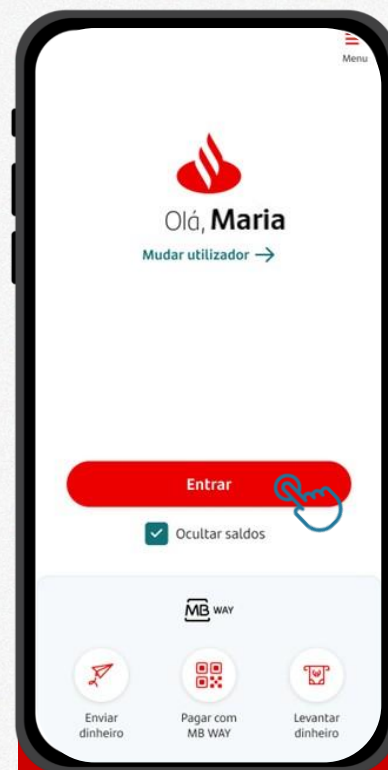 Menu
Olá, Maria
Mudar utilizador →
Entrar
Ocultar saldos
MB WAY
Enviar
dinheiro
Pagar com
MB WAY
Levantar
dinheiro